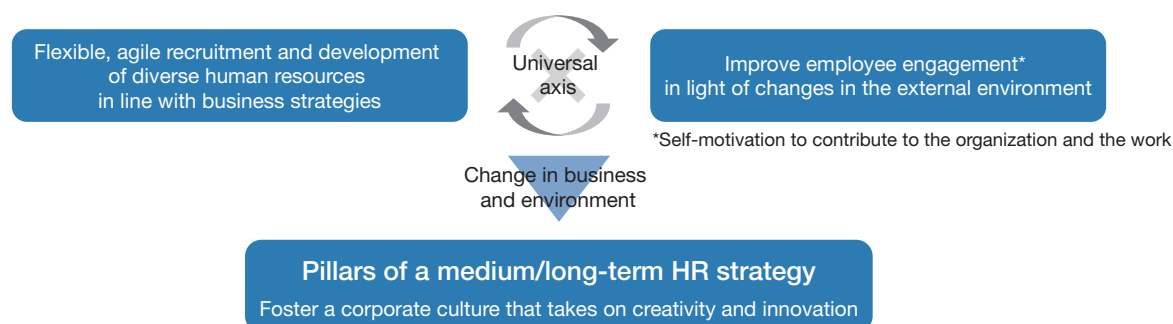 Flexible, agile recruitment and development
of diverse human resources
in line with business strategies
Universal
axis
Improve employee engagement*
in light of changes in the external environment
*Self-motivation to contribute to the organization and the work
Change in business
and environment
Pillars of a medium/long-term HR strategy
Foster a corporate culture that takes on creativity and innovation